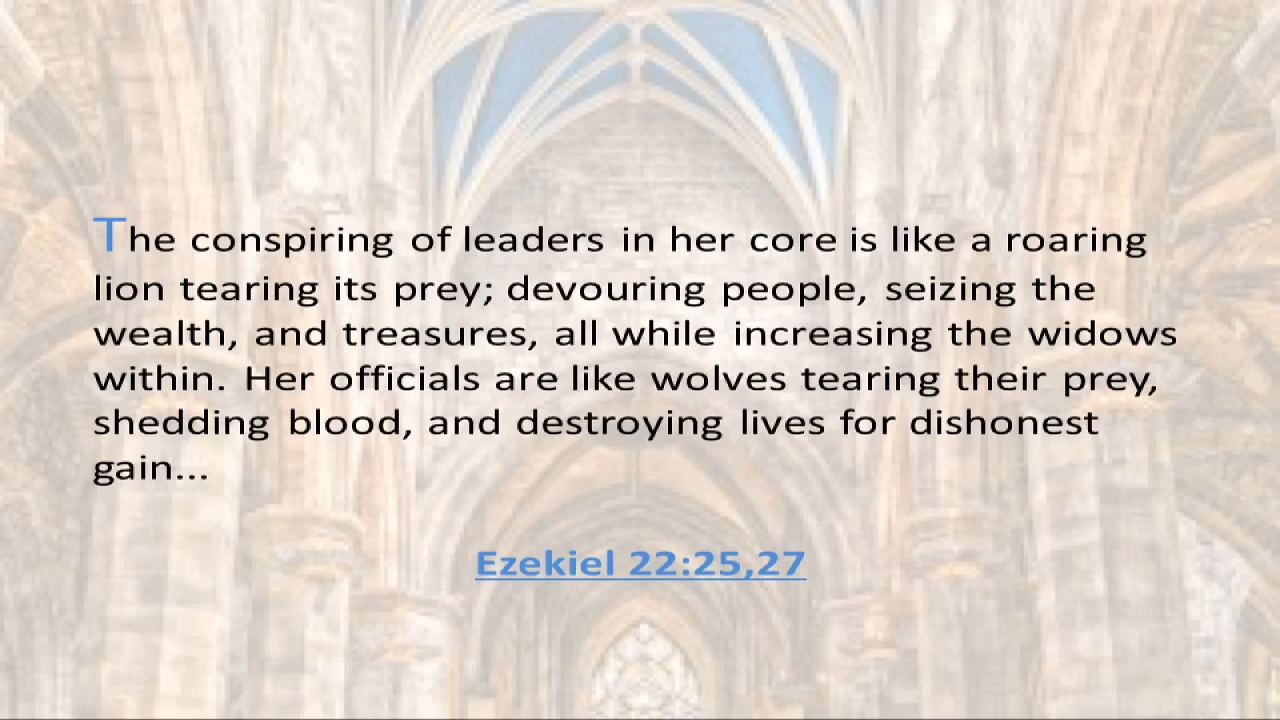 The conspiring of leaders in her core is like a roaring
lion tearing its prey; devouring people, seizing the
wealth, and treasures, all while increasing the widows
within. Her officials are like wolves tearing their prey,
shedding blood, and destroying lives for dishonest
gain...
Ezekiel 22:25,27